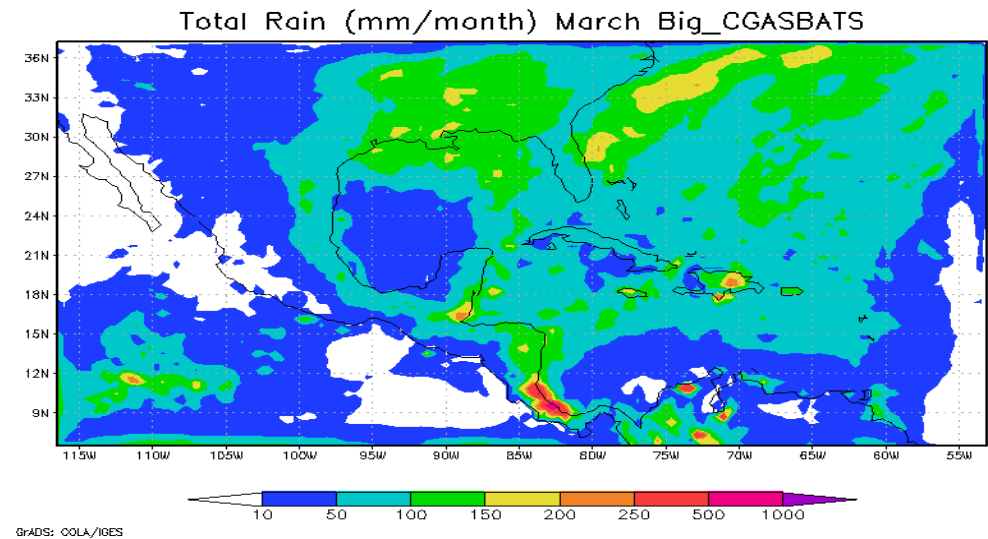 Total Rain (mm/month) March Big_CGASBATS
36N
33N
30N
27N
24N
21N
18N
15N
12N
9N
115W 110W 105W 100W 95W 90W 85W 80W 75W 70W 65W 60W 55W
10 50 100 150 200 250 500 1000
GrADS: COLA/IGES